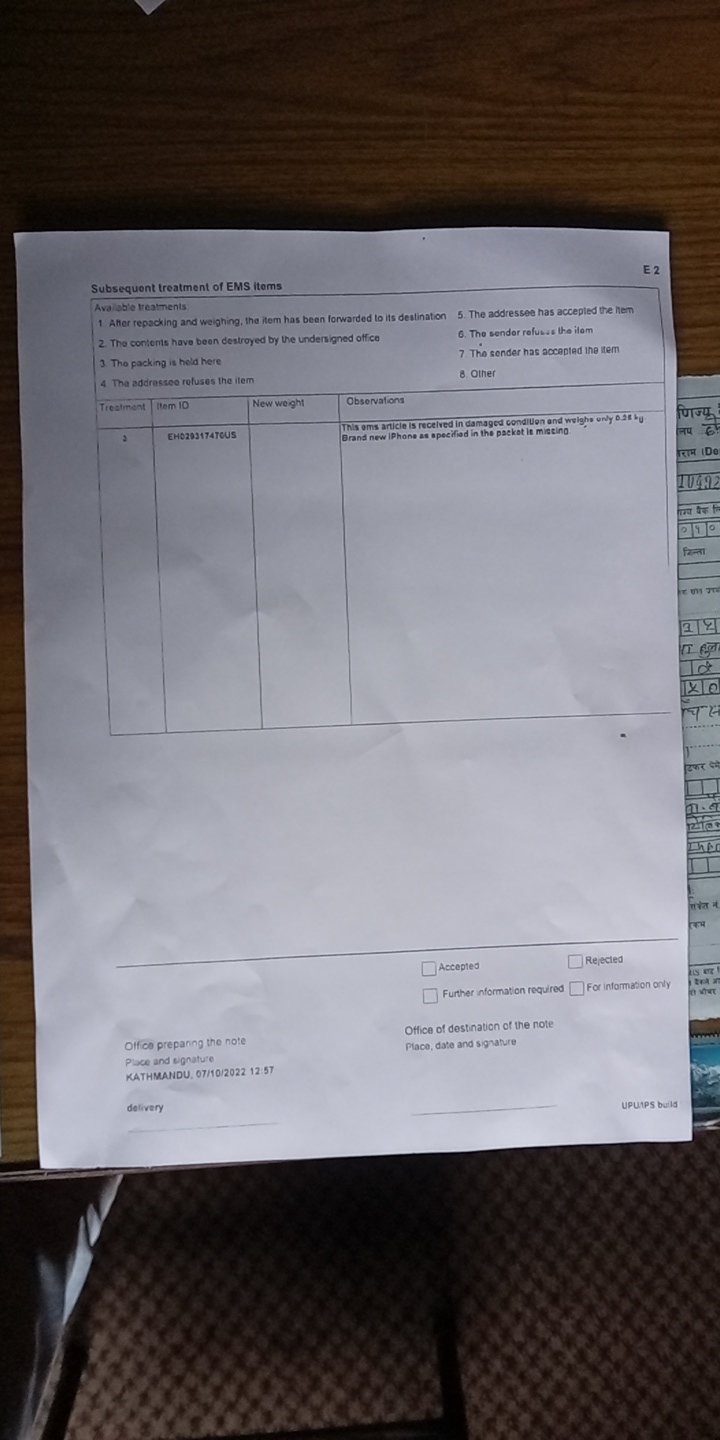 E 2
Subsequent treatment of EMS items
Available treatments
1. After repacking and weighing, the item has been forwarded to its destination
5. The addressee has accepted the item
2. The contents have been destroyed by the undersigned office
6. The sender refuses the item
3. The packing is held here
7. The sender has accepted the item
4. The addressee refuses the item
8. Other
Treatment Item ID New weight Observations
3 EH029317476US This ems article is received in damaged condition and weighs only 0.28 kg
Brand new iPhone as specified in the packet is missing.
Accepted Rejected
Further information required For information only
Office preparing the note
Place and signature
KATHMANDU, 07/10/2022 12:57
delivery
Office of destination of the note
Place, date and signature
UPU/IPS build